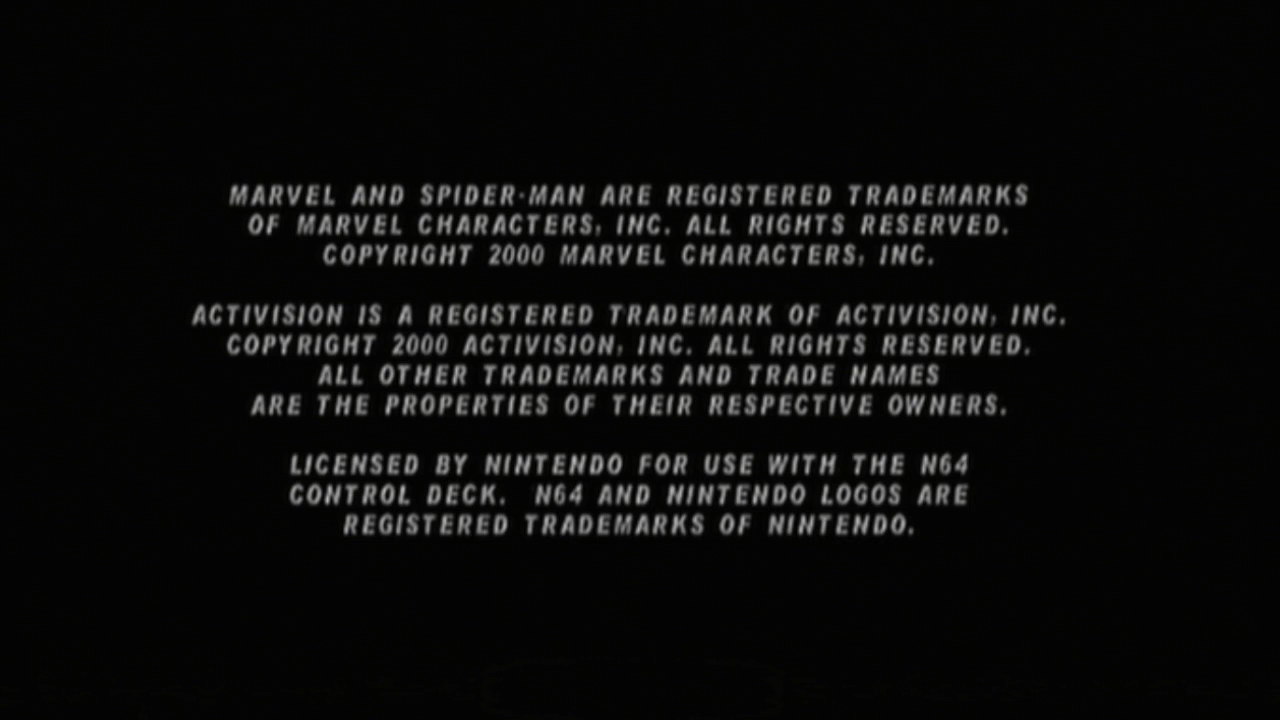 MARVEL AND SPIDER-MAN ARE REGISTERED TRADEMARKS
OF MARVEL CHARACTERS, INC. ALL RIGHTS RESERVED.
COPYRIGHT 2000 MARVEL CHARACTERS, INC.
ACTIVISION IS A REGISTERED TRADEMARK OF ACTIVISION, INC.
COPYRIGHT 2000 ACTIVISION, INC. ALL RIGHTS RESERVED.
ALL OTHER TRADEMARKS AND TRADE NAMES
ARE THE PROPERTIES OF THEIR RESPECTIVE OWNERS.
LICENSED BY NINTENDO FOR USE WITH THE N64
CONTROL DECK. N64 AND NINTENDO LOGOS ARE
REGISTERED TRADEMARKS OF NINTENDO.